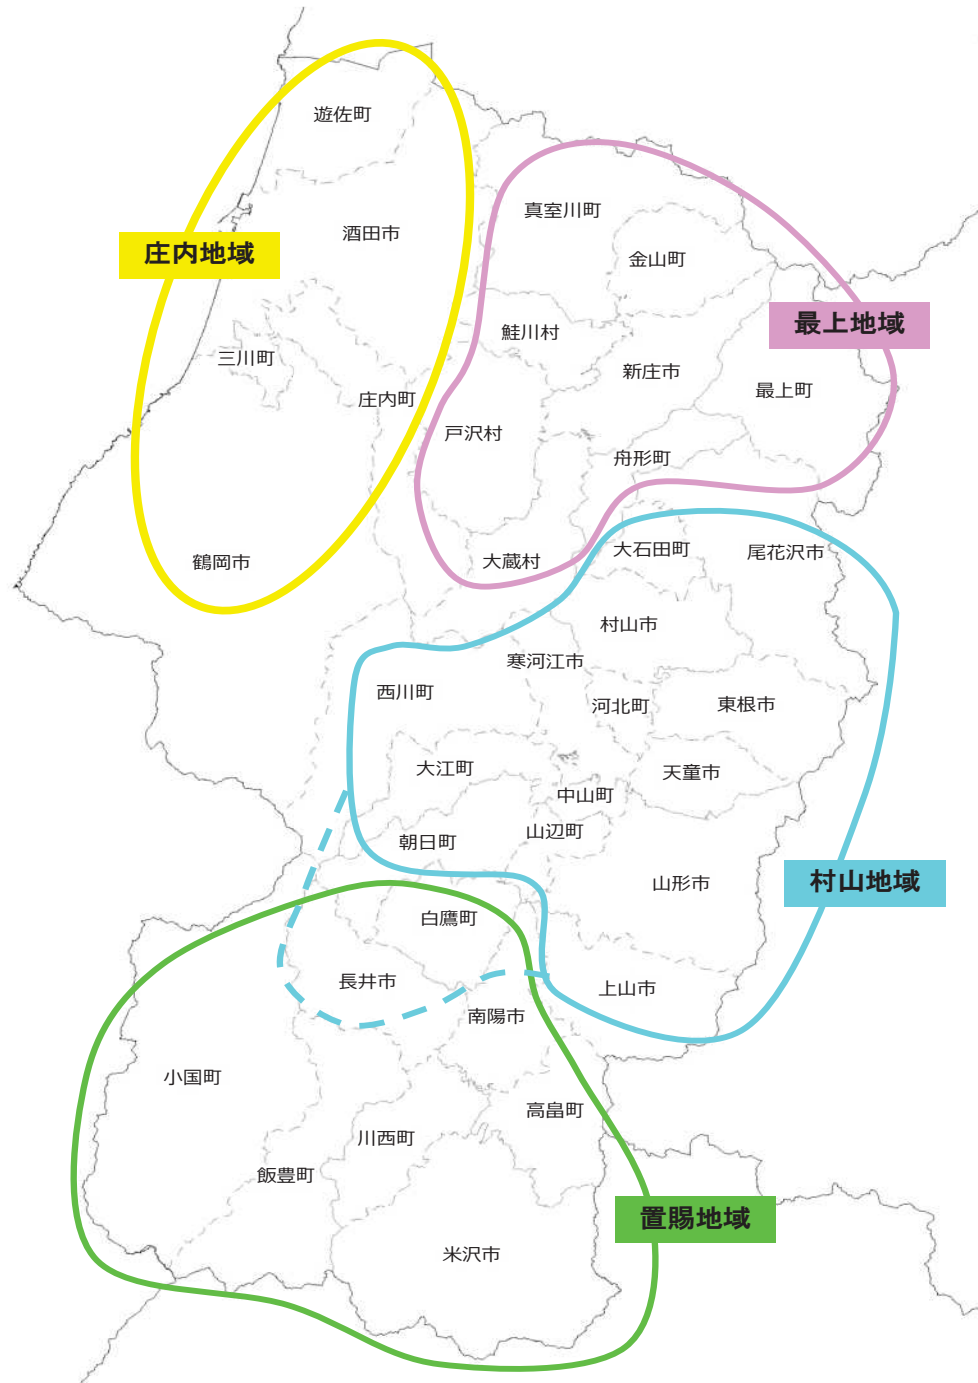 遊佐町
真室川町
酒田市
庄内地域
金山町
最上地域
鮭川村
三川町
新庄市
最上町
庄内町
戸沢村
舟形町
大石田町
尾花沢市
鶴岡市
大蔵村
村山市
寒河江市
西川町
河北町
東根市
大江町
天童市
中山町
山辺町
朝日町
山形市
村山地域
白鷹町
長井市
上山市
南陽市
小国町
高畠町
川西町
飯豊町
置賜地域
米沢市